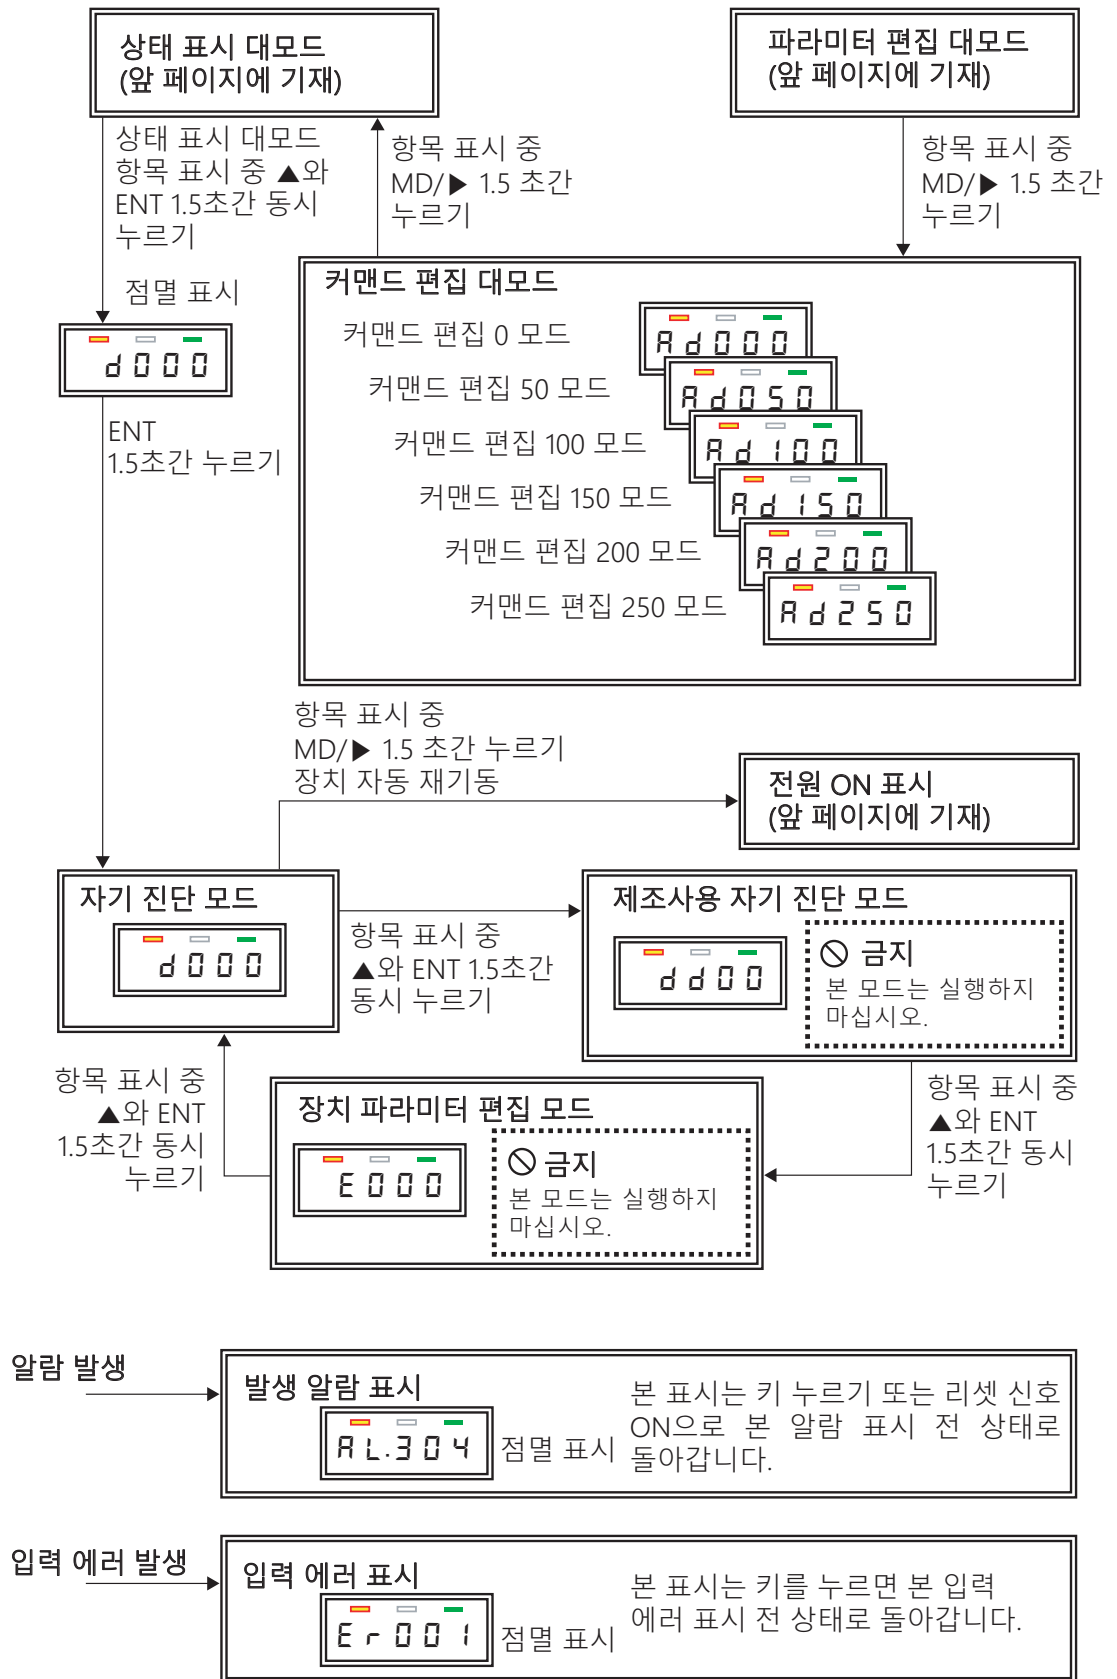 상태 표시 대모드
(앞 페이지에 기재)
파라미터 편집 대모드
(앞 페이지에 기재)
상태 표시 대모드
항목 표시 중 ▲와
ENT 1.5초간 동시
누르기
항목 표시 중
MD/▶ 1.5 초간
누르기
항목 표시 중
MD/▶ 1.5 초간
누르기
점멸 표시
d000
ENT
1.5초간 누르기
커맨드 편집 대모드
커맨드 편집 0 모드
Ad000
커맨드 편집 50 모드
Ad050
커맨드 편집 100 모드
Ad100
커맨드 편집 150 모드
Ad150
커맨드 편집 200 모드
Ad200
커맨드 편집 250 모드
Ad250
항목 표시 중
MD/▶ 1.5 초간 누르기
장치 자동 재기동
전원 ON 표시
(앞 페이지에 기재)
자기 진단 모드
d000
항목 표시 중
▲와 ENT 1.5초간
동시 누르기
제조사용 자기 진단 모드
dd00
금지
본 모드는 실행하지
마십시오.
항목 표시 중
▲와 ENT
1.5초간 동시
누르기
장치 파라미터 편집 모드
E000
금지
본 모드는 실행하지
마십시오.
항목 표시 중
▲와 ENT
1.5초간 동시
누르기
알람 발생
발생 알람 표시
AL.304
점멸 표시
본 표시는 키 누르기 또는 리셋 신호
ON으로 본 알람 표시 전 상태로
돌아갑니다.
입력 에러 발생
입력 에러 표시
Er001
점멸 표시
본 표시는 키를 누르면 본 입력
에러 표시 전 상태로 돌아갑니다.